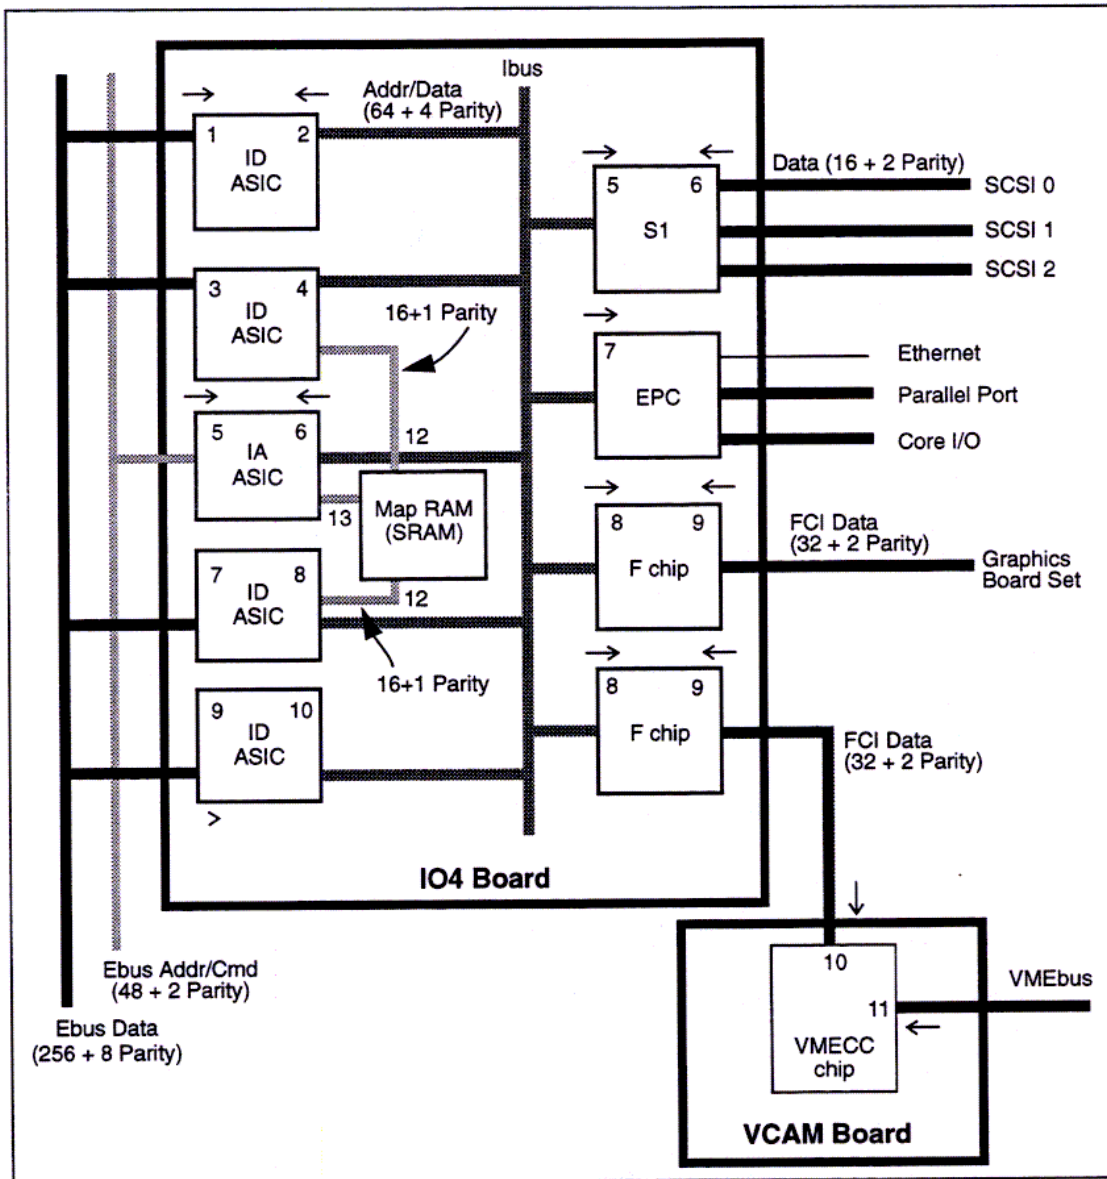 Ibus
Addr/Data
(64 + 4 Parity)
1 2
ID
ASIC
3 4
ID
ASIC
16+1 Parity
5 6
IA
ASIC
12
13
Map RAM
(SRAM)
7 8
ID
ASIC
12
16+1 Parity
9 10
ID
ASIC
5 6
S1
Data (16 + 2 Parity)
SCSI 0
SCSI 1
SCSI 2
7
EPC
Ethernet
Parallel Port
Core I/O
8 9
F chip
FCI Data
(32 + 2 Parity)
Graphics
Board Set
8 9
F chip
FCI Data
(32 + 2 Parity)
IO4 Board
Ebus Addr/Cmd
(48 + 2 Parity)
Ebus Data
(256 + 8 Parity)
10
11
VMECC
chip
VMEbus
VCAM Board